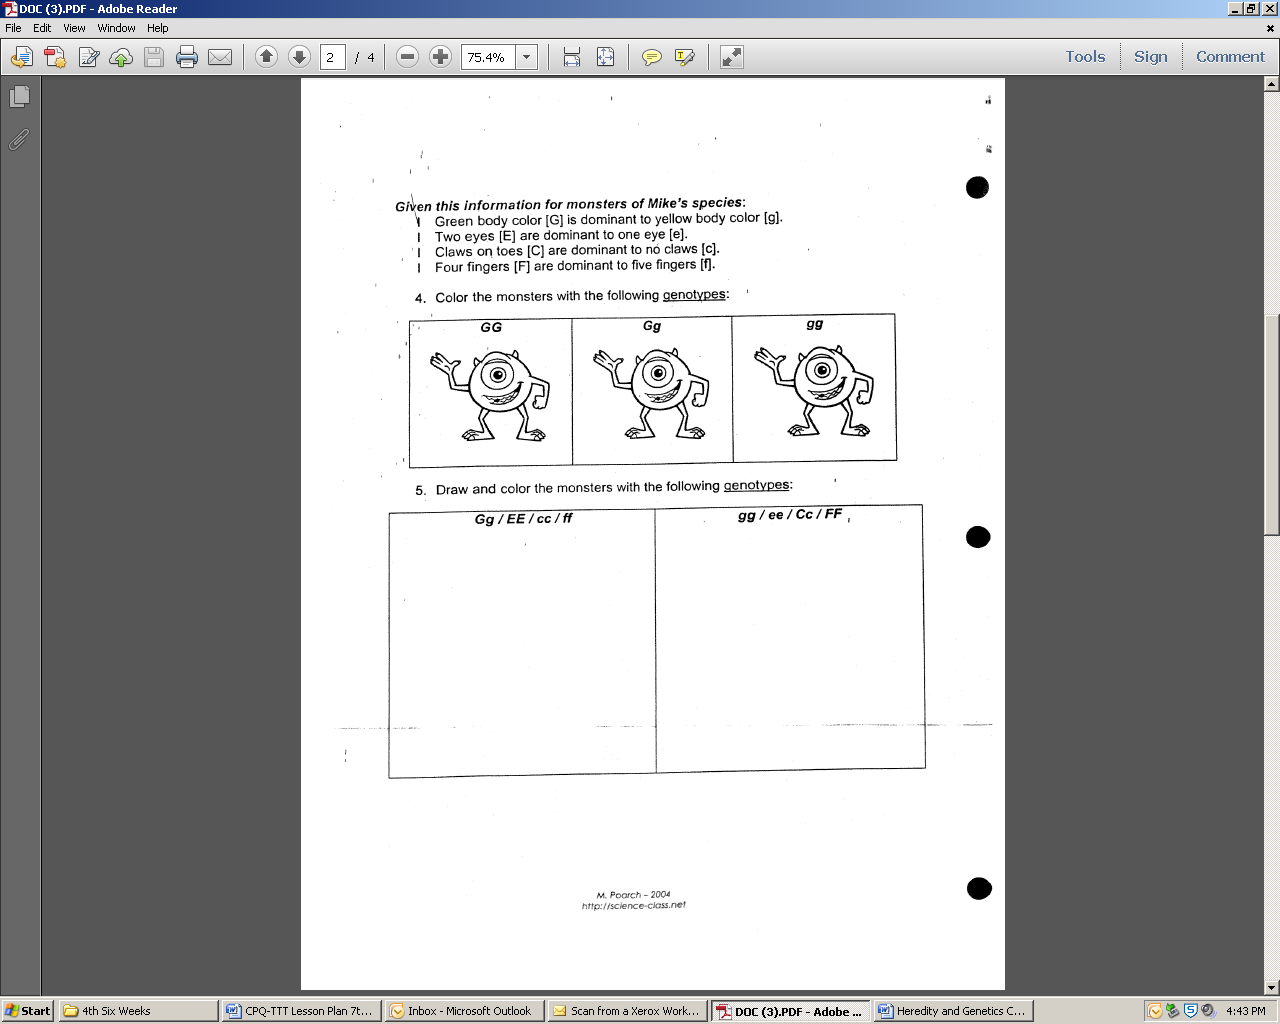 DOC (3).PDF - Adobe Reader
File Edit View Window Help
2 / 4 75.4% Tools Sign Comment
Given this information for monsters of Mike's species:
Green body color [G] is dominant to yellow body color [g].
Two eyes [E] are dominant to one eye [e].
Claws on toes [C] are dominant to no claws [c].
Four fingers [F] are dominant to five fingers [f].
4. Color the monsters with the following genotypes:
GG Gg gg
5. Draw and color the monsters with the following genotypes:
Gg / EE / cc / ff gg / ee / Cc / FF
M. Poarch – 2004
http://science-class.net
Start 4th Six Weeks CPQ-TTT Lesson Plan 7t... Inbox - Microsoft Outlook Scan from a Xerox Work... DOC (3).PDF - Adobe ... Heredity and Genetics C... 4:43 PM